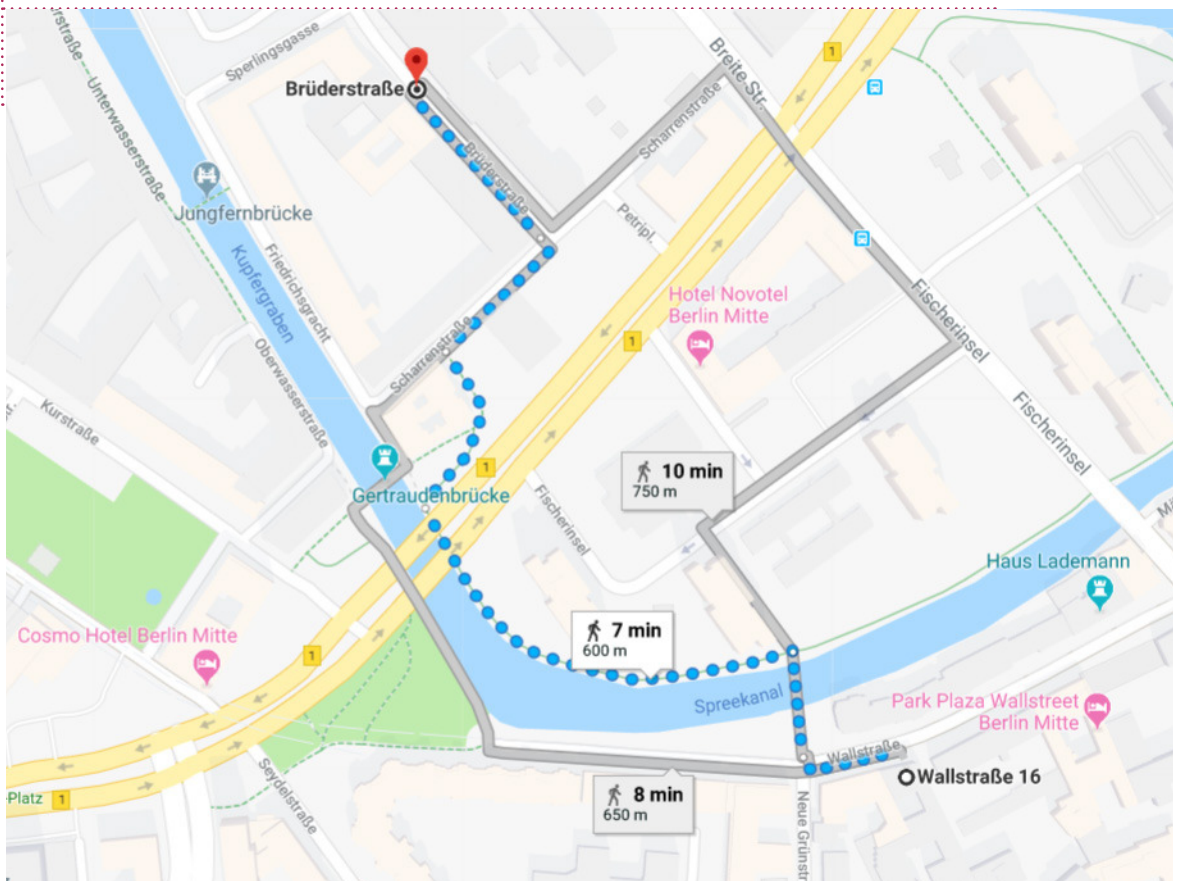 Sperlingsgasse
Unterwasserstraße
Brüderstraße
Breite Str.
1
Scharrenstraße
Brüderstraße
Jungfernbrücke
Petripl.
Kupfergraben
Friedrichsgracht
Hotel Novotel
Berlin Mitte
Fischerinsel
1
Scharrenstraße
Oberwasserstraße
Kurstraße
Fischerinsel
1
10 min
750 m
Gertraudenbrücke
Fischerinsel
Haus Lademann
Cosmo Hotel Berlin Mitte
7 min
600 m
1
Spreekanal
Park Plaza Wallstreet
Berlin Mitte
Wallstraße
Wallstraße 16
Seydelstraße
8 min
650 m
Platz
1
Neue Grünstr